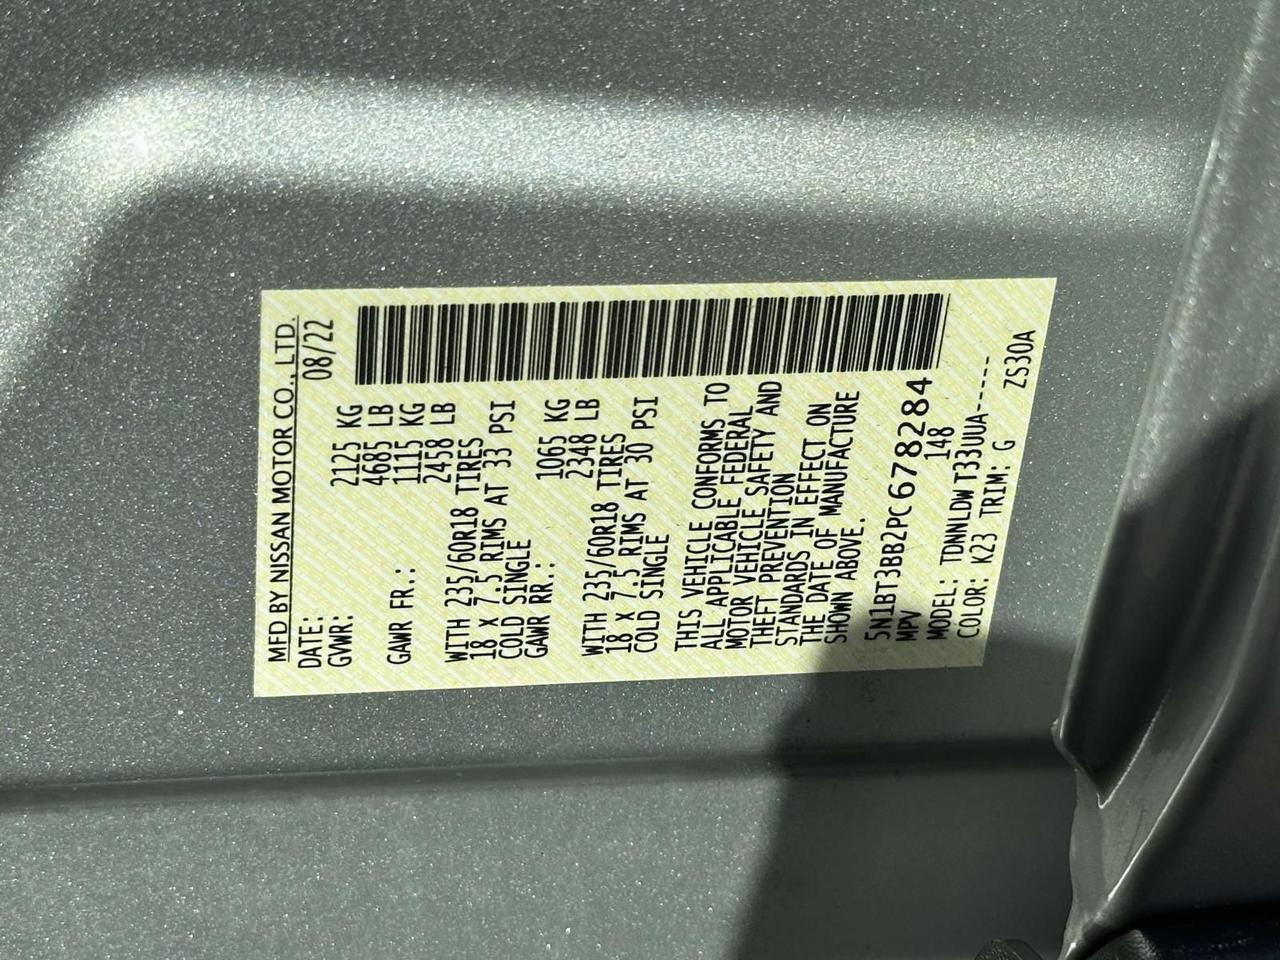 MFD BY NISSAN MOTOR CO., LTD.
DATE: 08/22
GVWR: 2125 KG
4685 LB
GAWR FR.: 1115 KG
2458 LB
WITH 235/60R18 TIRES
18 X 7.5 RIMS AT 33 PSI
COLD SINGLE
GAWR RR.: 1065 KG
2348 LB
WITH 235/60R18 TIRES
18 X 7.5 RIMS AT 30 PSI
COLD SINGLE
THIS VEHICLE CONFORMS TO
ALL APPLICABLE FEDERAL
MOTOR VEHICLE SAFETY AND
THEFT PREVENTION
STANDARDS IN EFFECT ON
THE DATE OF MANUFACTURE
SHOWN ABOVE.
5N1BT3BB2PC678284
MPV 148
MODEL: TDNNLDW T33UUA-----
COLOR: K23 TRIM: G ZS30A